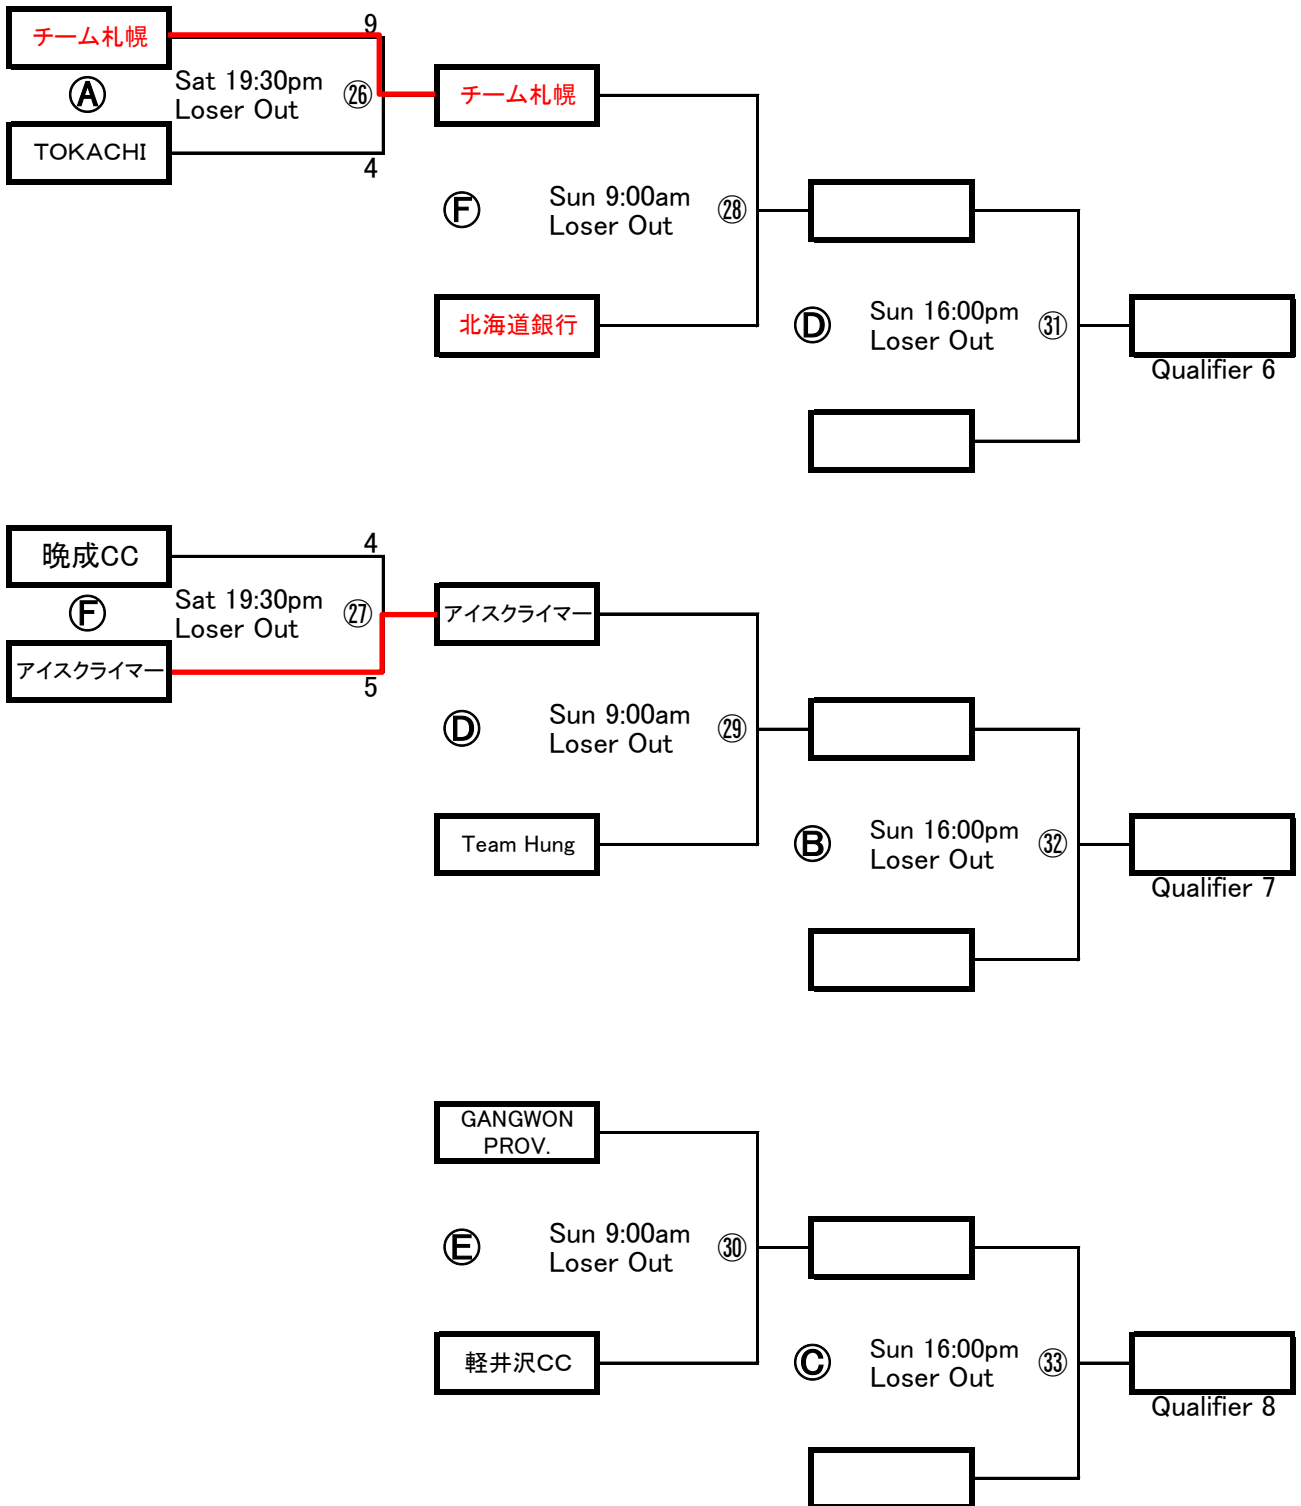 チーム札幌
9
Ⓐ
Sat 19:30pm
Loser Out
㉖
TOKACHI
4
チーム札幌
Ⓕ
Sun 9:00am
Loser Out
㉘
北海道銀行
Ⓓ
Sun 16:00pm
Loser Out
㉛
Qualifier 6
晩成CC
4
Ⓕ
Sat 19:30pm
Loser Out
㉗
アイスクライマー
5
アイスクライマー
Ⓓ
Sun 9:00am
Loser Out
㉙
Team Hung
Ⓑ
Sun 16:00pm
Loser Out
㉜
Qualifier 7
GANGWON
PROV.
Ⓔ
Sun 9:00am
Loser Out
㉚
軽井沢CC
Ⓒ
Sun 16:00pm
Loser Out
㉝
Qualifier 8